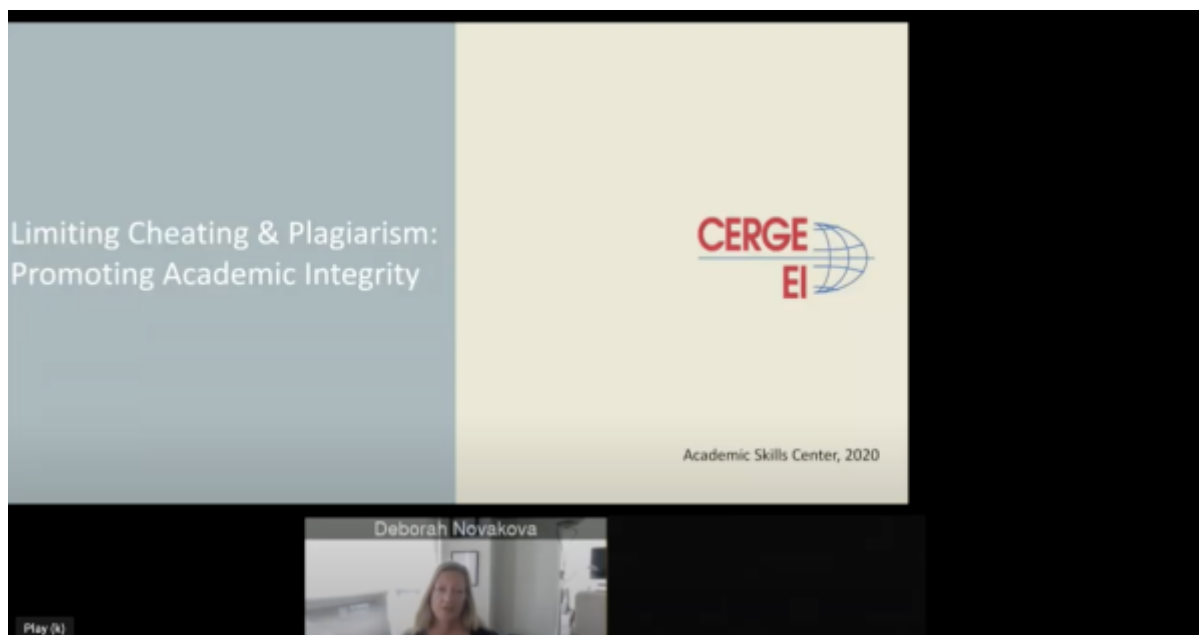 Limiting Cheating & Plagiarism:
Promoting Academic Integrity
CERGE
EI
Academic Skills Center, 2020
Deborah Novakova
Play (k)